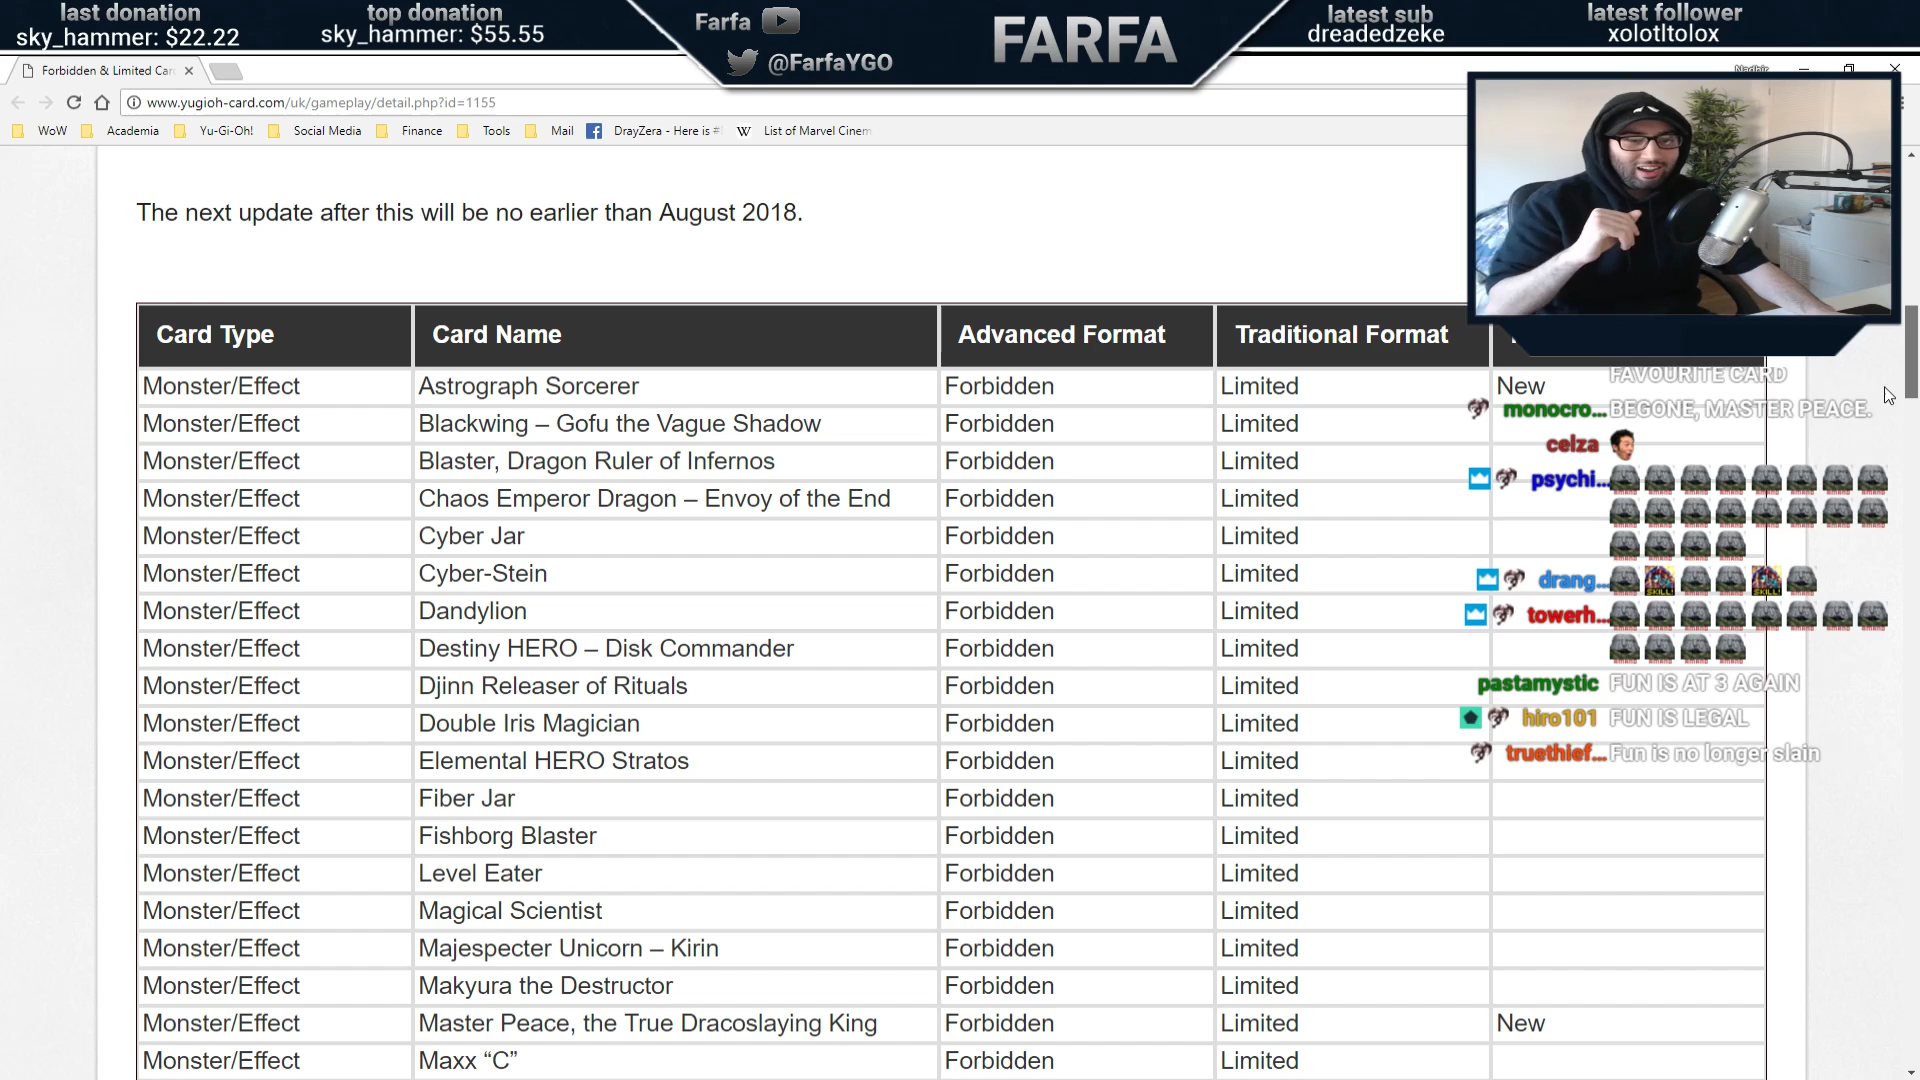 last donation
sky_hammer: $22.22
top donation
sky_hammer: $55.55
Farfa
@FarfaYGO
FARFA
latest sub
dreadedzeke
latest follower
xolotltolox
Forbidden & Limited Car
www.yugioh-card.com/uk/gameplay/detail.php?id=1155
WoW Academia Yu-Gi-Oh! Social Media Finance Tools Mail DrayZera - Here is # W List of Marvel Cinem
The next update after this will be no earlier than August 2018.
Card Type Card Name Advanced Format Traditional Format
Monster/Effect Astrograph Sorcerer Forbidden Limited New
Monster/Effect Blackwing – Gofu the Vague Shadow Forbidden Limited
Monster/Effect Blaster, Dragon Ruler of Infernos Forbidden Limited
Monster/Effect Chaos Emperor Dragon – Envoy of the End Forbidden Limited
Monster/Effect Cyber Jar Forbidden Limited
Monster/Effect Cyber-Stein Forbidden Limited
Monster/Effect Dandylion Forbidden Limited
Monster/Effect Destiny HERO – Disk Commander Forbidden Limited
Monster/Effect Djinn Releaser of Rituals Forbidden Limited
Monster/Effect Double Iris Magician Forbidden Limited
Monster/Effect Elemental HERO Stratos Forbidden Limited
Monster/Effect Fiber Jar Forbidden Limited
Monster/Effect Fishborg Blaster Forbidden Limited
Monster/Effect Level Eater Forbidden Limited
Monster/Effect Magical Scientist Forbidden Limited
Monster/Effect Majespecter Unicorn – Kirin Forbidden Limited
Monster/Effect Makyura the Destructor Forbidden Limited
Monster/Effect Master Peace, the True Dracoslaying King Forbidden Limited New
Monster/Effect Maxx “C” Forbidden Limited
FAVOURITE CARD
monocro... BEGONE, MASTER PEACE.
celza
psychi...
drang... SKILL! SKILL!
towerh...
pastamystic FUN IS AT 3 AGAIN
hiro101 FUN IS LEGAL
truethief... Fun is no longer slain